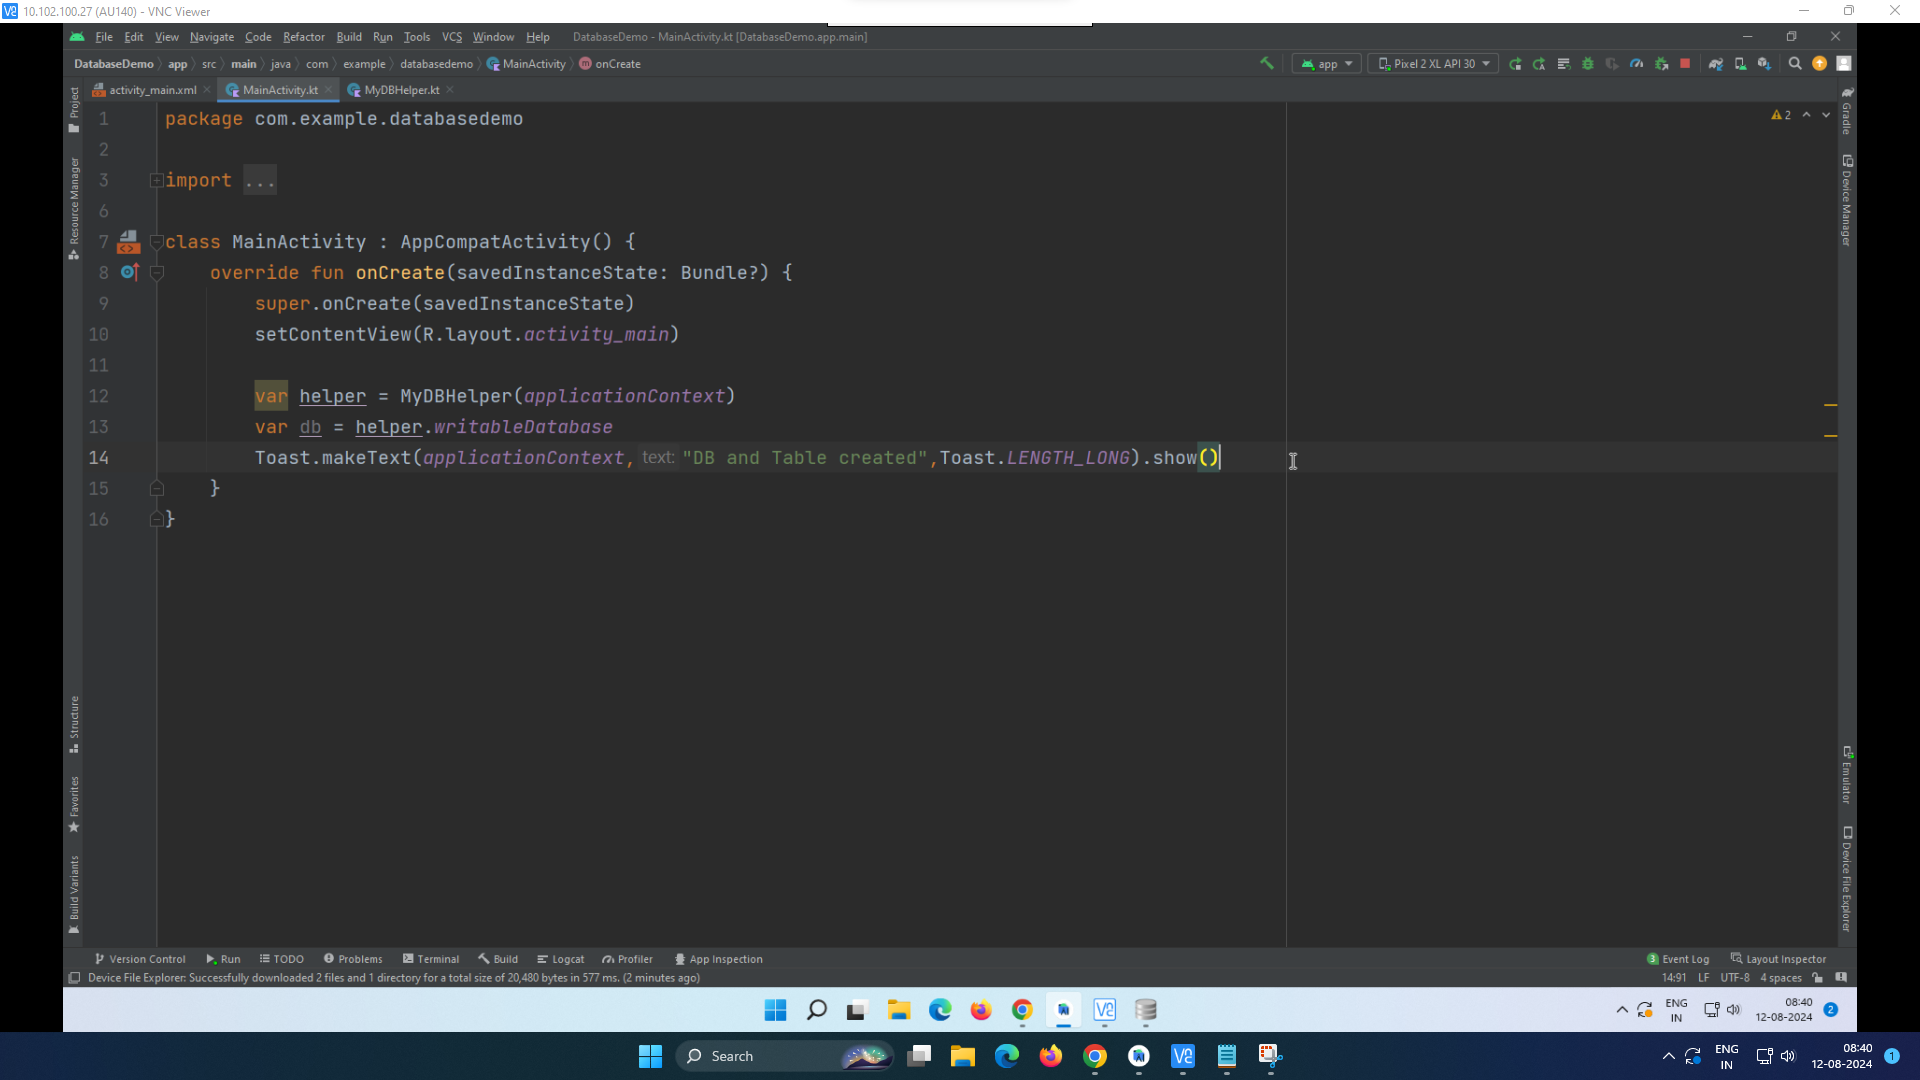 10.102.100.27 (AU140) - VNC Viewer
File Edit View Navigate Code Refactor Build Run Tools VCS Window Help DatabaseDemo - MainActivity.kt [DatabaseDemo.app.main]
DatabaseDemo app src main java com example databasedemo MainActivity onCreate app Pixel 2 XL API 30
activity_main.xml MainActivity.kt MyDBHelper.kt
Project
Resource Manager
Structure
Favorites
Build Variants
1 package com.example.databasedemo
2
3 import ...
6
7 class MainActivity : AppCompatActivity() {
8 override fun onCreate(savedInstanceState: Bundle?) {
9 super.onCreate(savedInstanceState)
10 setContentView(R.layout.activity_main)
11
12 var helper = MyDBHelper(applicationContext)
13 var db = helper.writableDatabase
14 Toast.makeText(applicationContext, text: "DB and Table created",Toast.LENGTH_LONG).show()
15 }
16 }
2
Gradle
Device Manager
Emulator
Device File Explorer
Version Control Run TODO Problems Terminal Build Logcat Profiler App Inspection 3 Event Log Layout Inspector
Device File Explorer: Successfully downloaded 2 files and 1 directory for a total size of 20,480 bytes in 577 ms. (2 minutes ago) 14:91 LF UTF-8 4 spaces
ENG
IN
08:40
12-08-2024
2
Search
ENG
IN
08:40
12-08-2024
1